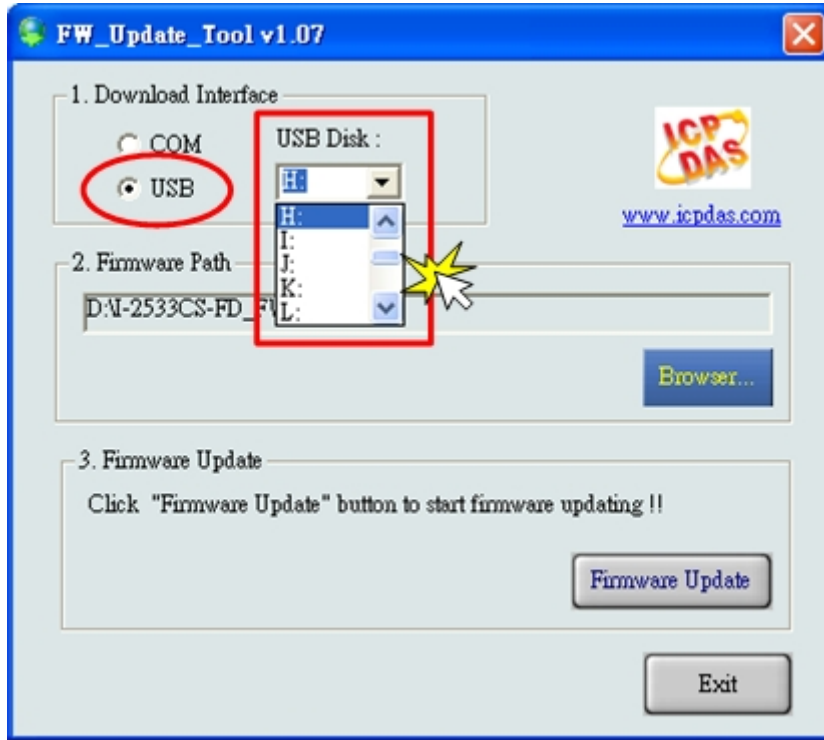 FW_Update_Tool v1.07
1. Download Interface
COM
USB
USB Disk :
H:
H:
I:
J:
K:
L:
ICP
DAS
www.icpdas.com
2. Firmware Path
D:\I-2533CS-FD_
Browser...
3. Firmware Update
Click "Firmware Update" button to start firmware updating !!
Firmware Update
Exit